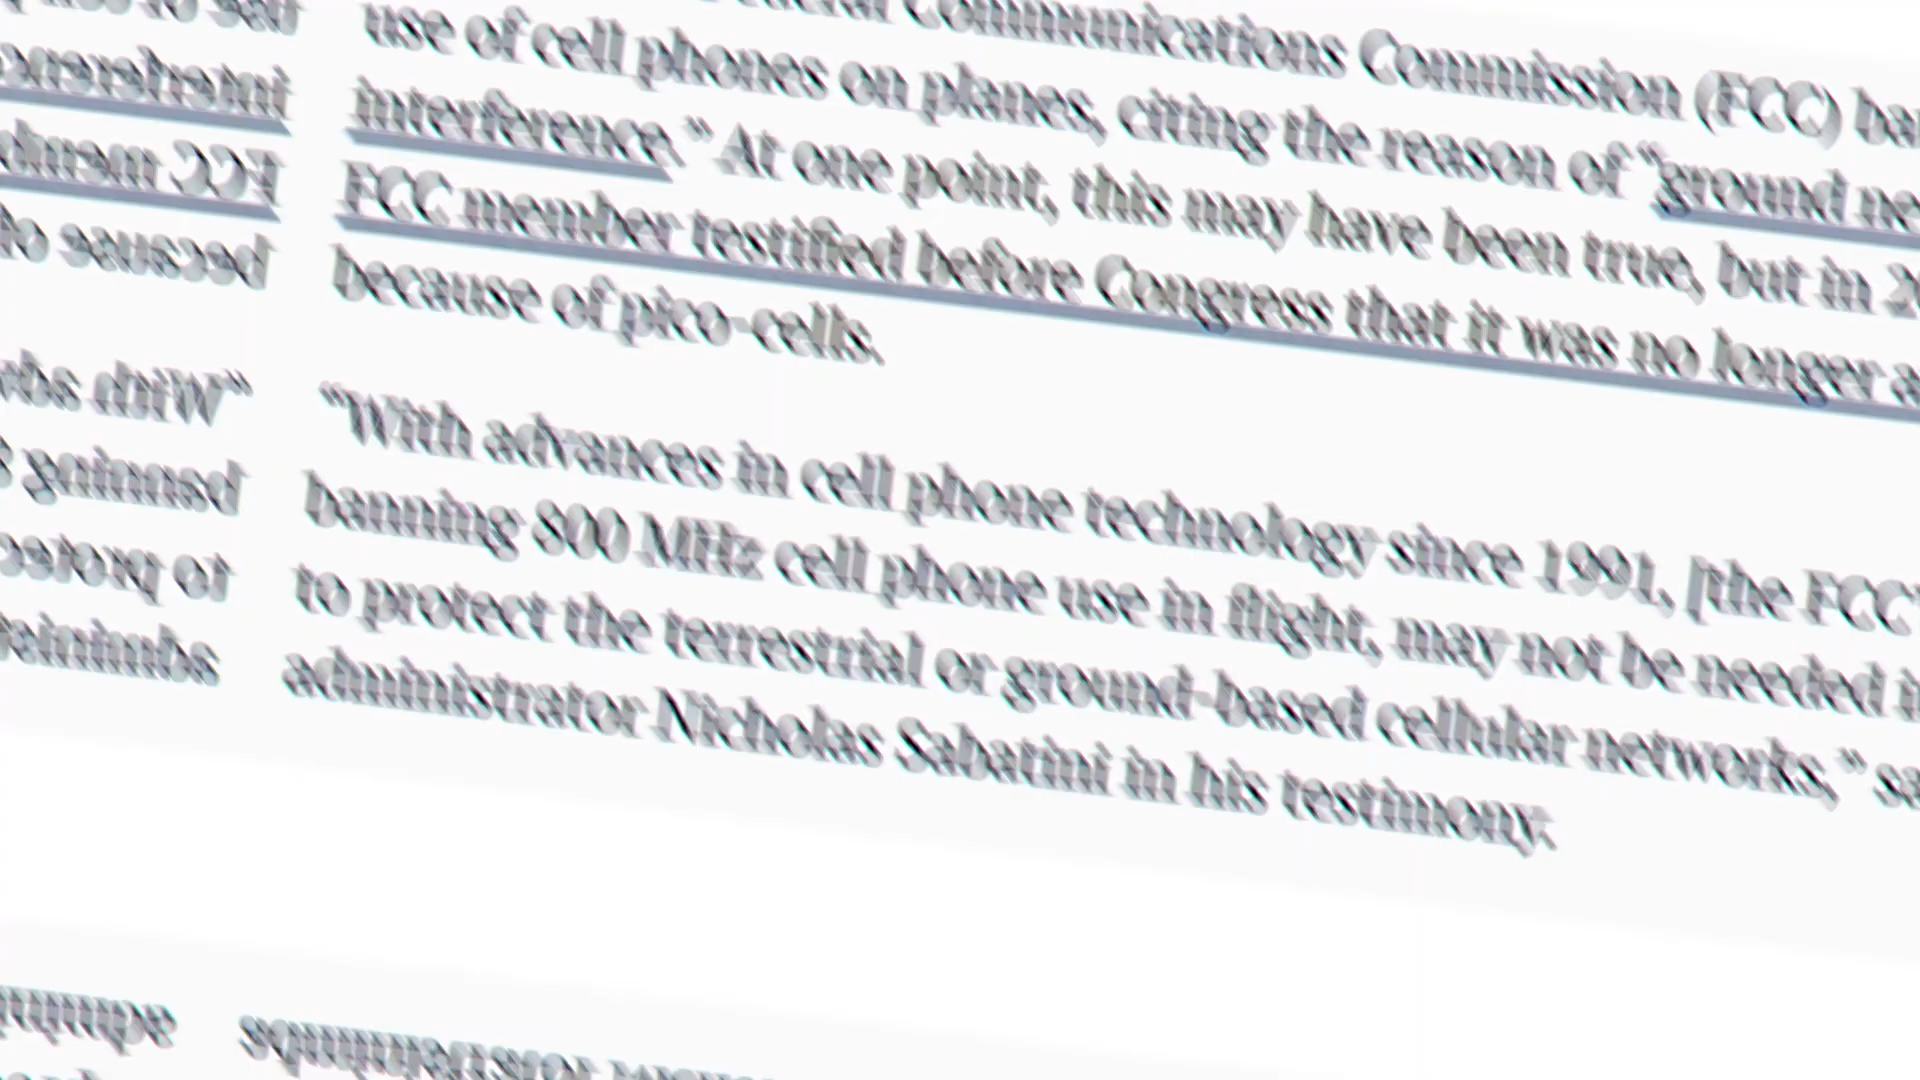 Communications Commission (FCC)
use of cell phones on planes, citing the reason of “ground
interference.” At one point, this may have been true, but in
FCC member testified before Congress that it was no longer
because of pico-cells.
“With advances in cell phone technology since 1991, [the FCC
banning 800 MHz cell phone use in flight, may not be needed
to protect the terrestrial or ground-based cellular networks,”
administrator Nicholas Sabatini in his testimony.